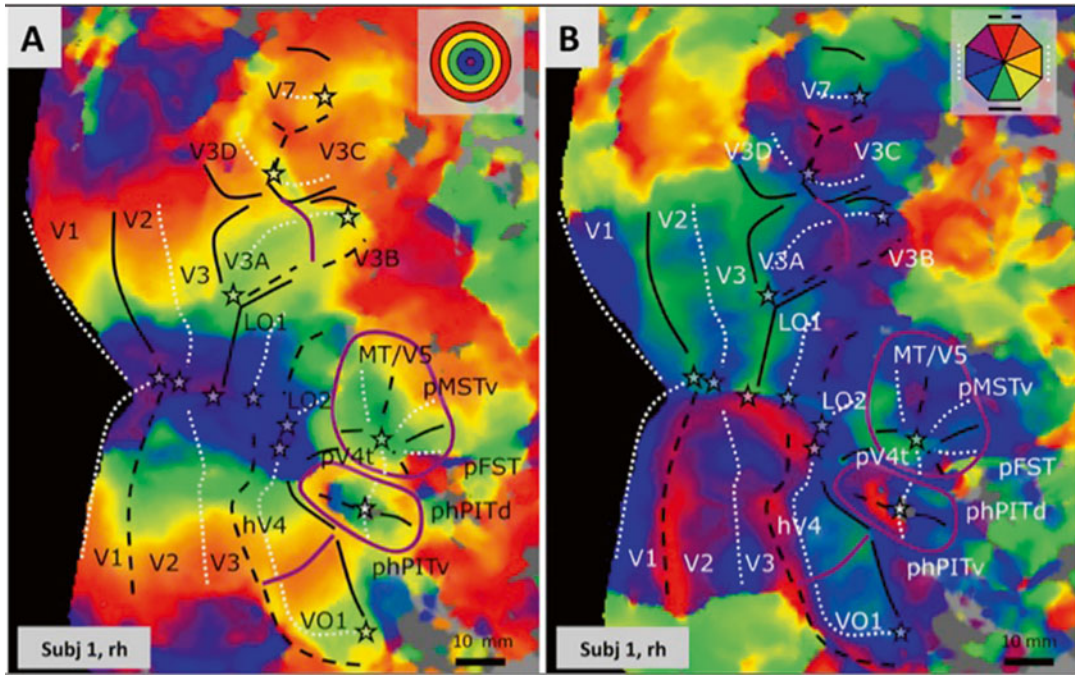 A
V7
V3D
V3C
V1
V2
V3
V3A
V3B
LO1
MT/V5
LO2
pMSTv
pV4t
pFST
phPITd
hV4
V1
V2
V3
phPITv
VO1
Subj 1, rh
10 mm
B
V7
V3D
V3C
V1
V2
V3
V3A
V3B
LO1
MT/V5
LO2
pMSTv
pV4t
pFST
phPITd
hV4
V1
V2
V3
phPITv
VO1
Subj 1, rh
10 mm